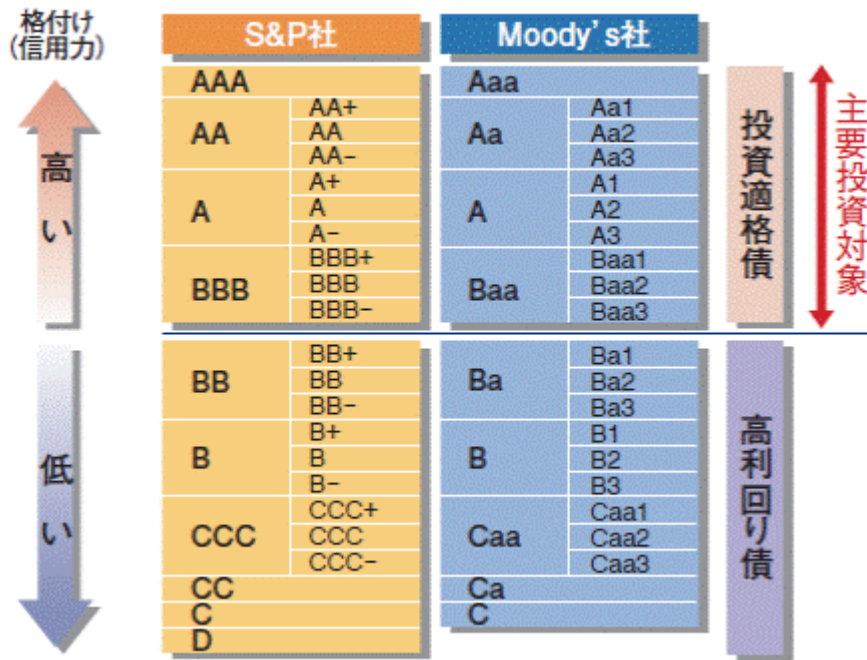 格付け
(信用力)
S&P社
Moody's社
高い
AAA
AA
AA+
AA
AA-
A
A+
A
A-
BBB
BBB+
BBB
BBB-
Aaa
Aa
Aa1
Aa2
Aa3
A
A1
A2
A3
Baa
Baa1
Baa2
Baa3
投資適格債
主要投資対象
低い
BB
BB+
BB
BB-
B
B+
B
B-
CCC
CCC+
CCC
CCC-
CC
C
D
Ba
Ba1
Ba2
Ba3
B
B1
B2
B3
Caa
Caa1
Caa2
Caa3
Ca
C
高利回り債